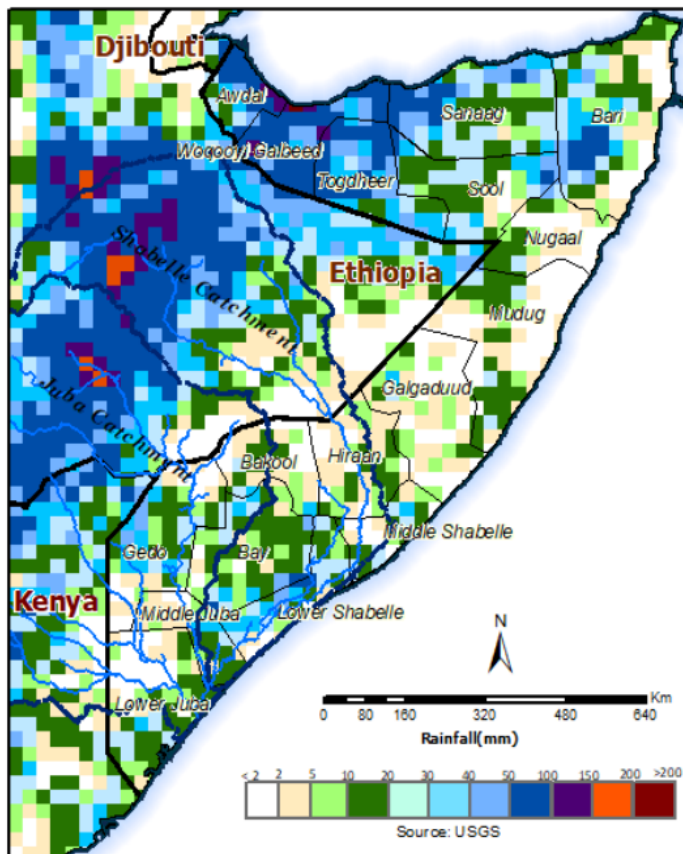 Djibouti
Awdal
Sanaag
Bari
Woqooyi Galbeed
Togdheer
Sool
Nugaal
Shabelle Catchment
Ethiopia
Mudug
Galgaduud
Juba Catchment
Bakool
Hiraan
Middle Shabelle
Gedo
Bay
Kenya
Middle Juba
Lower Shabelle
N
Lower Juba
Km
0 80 160 320 480 640
Rainfall(mm)
< 2 2 5 10 20 30 40 50 100 150 200 >200
Source: USGS